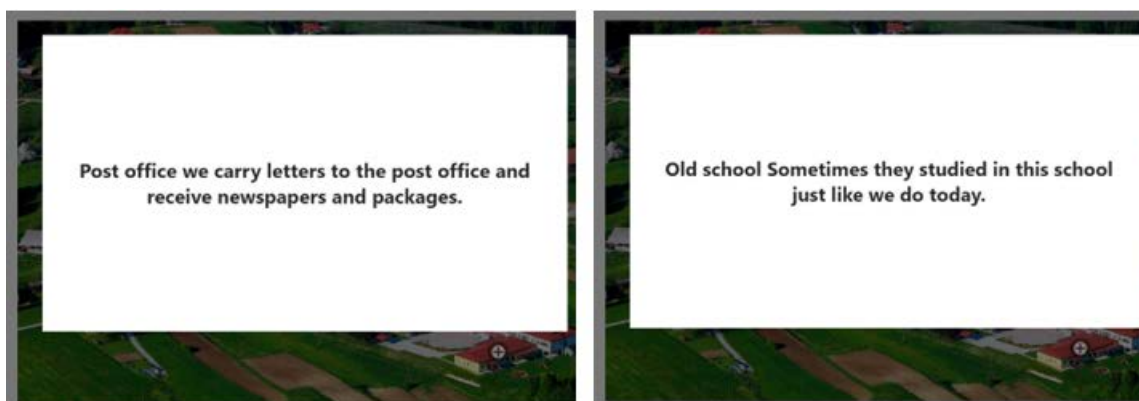 Post office we carry letters to the post office and
receive newspapers and packages.
Old school Sometimes they studied in this school
just like we do today.